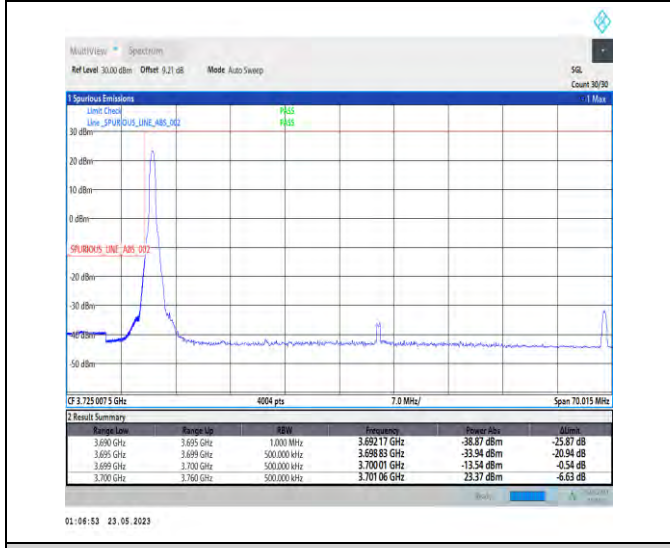 MultiView Spectrum
Ref Level 30.00 dBm Offset 9.21 dB Mode Auto Sweep SGL
Count 30/30
1 Spurious Emissions 1 Max
Limit Check PASS
Line _SPURIOUS_LINE_ABS_002 PASS
30 dBm
20 dBm
10 dBm
0 dBm
_SPURIOUS_LINE_ABS_002
-20 dBm
-30 dBm
-40 dBm
-50 dBm
CF 3.725 007 5 GHz 4004 pts 7.0 MHz/ Span 70.015 MHz
2 Result Summary
Range Low Range Up RBW Frequency Power Abs ΔLimit
3.690 GHz 3.695 GHz 1.000 MHz 3.692 17 GHz -38.87 dBm -25.87 dB
3.695 GHz 3.699 GHz 500.000 kHz 3.698 83 GHz -33.94 dBm -20.94 dB
3.699 GHz 3.700 GHz 500.000 kHz 3.700 01 GHz -13.54 dBm -0.54 dB
3.700 GHz 3.760 GHz 500.000 kHz 3.701 06 GHz 23.37 dBm -6.63 dB
Ready
01:06:53 23.05.2023